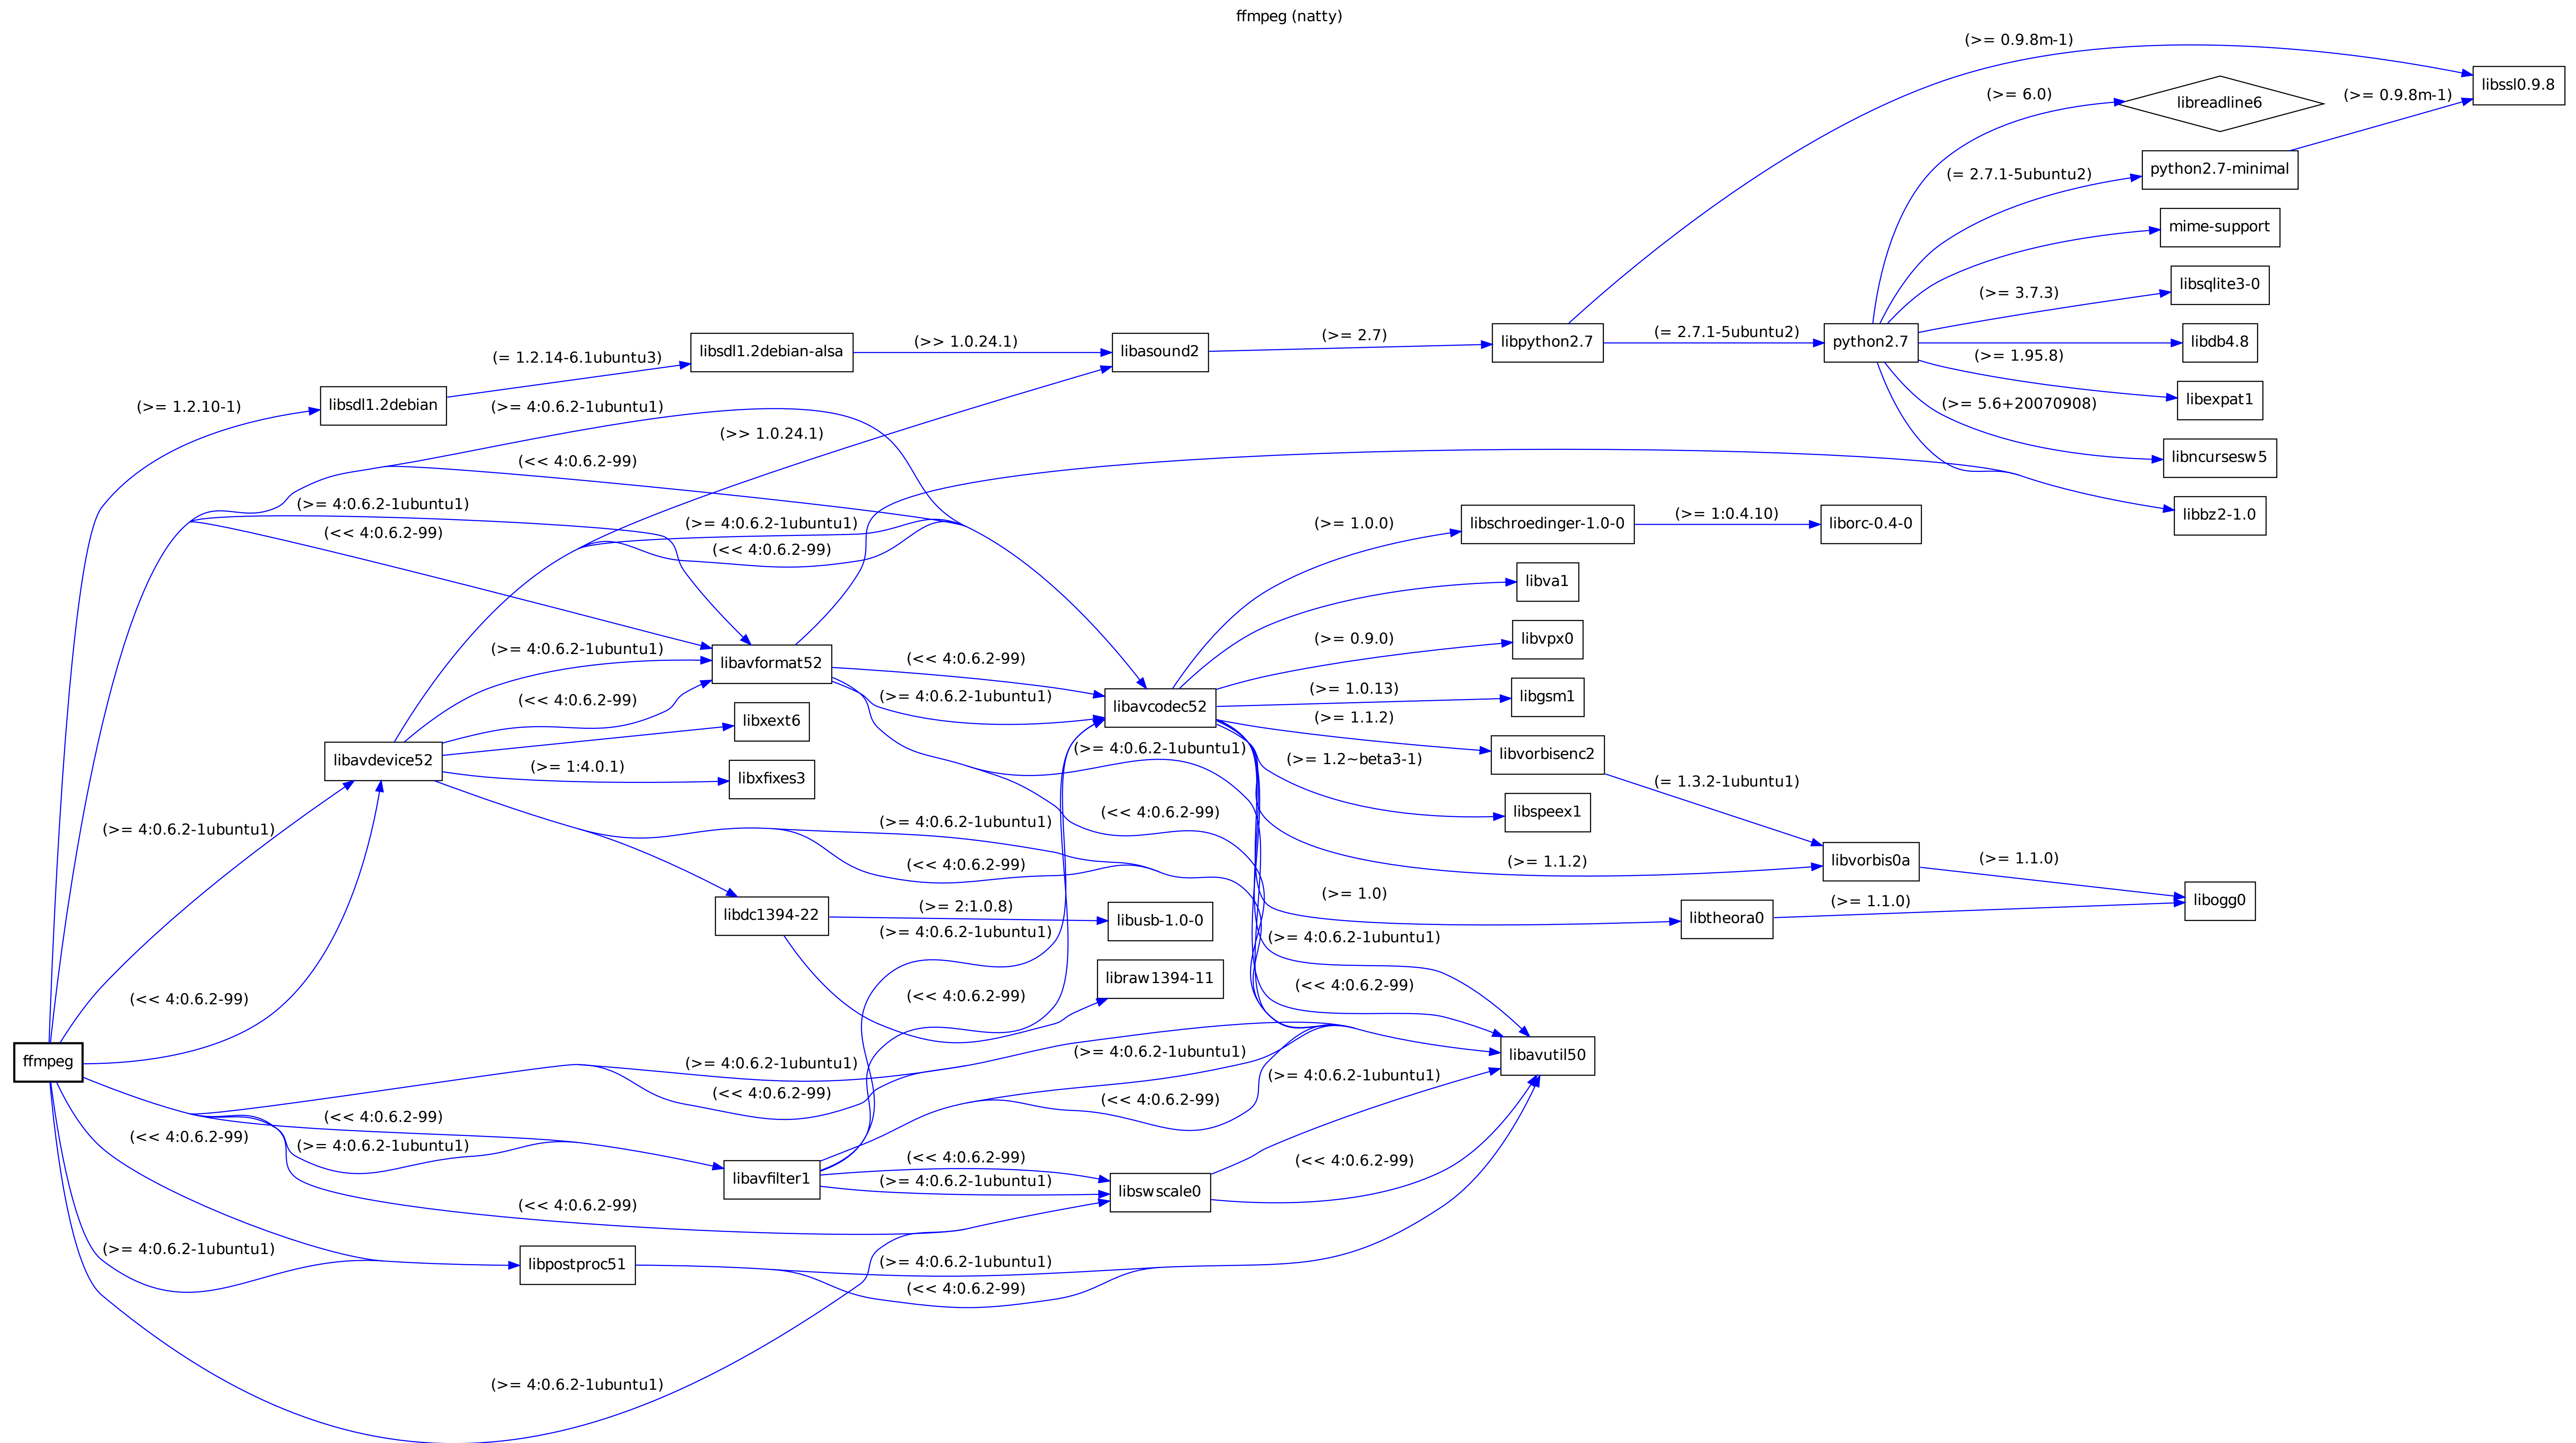 ffmpeg (natty)
(>= 0.9.8m-1)
libssl0.9.8
(>= 6.0)
libreadline6
(>= 0.9.8m-1)
(= 2.7.1-5ubuntu2)
python2.7-minimal
mime-support
(>= 3.7.3)
libsqlite3-0
(= 1.2.14-6.1ubuntu3)
libsdl1.2debian-alsa
(>> 1.0.24.1)
libasound2
(>= 2.7)
libpython2.7
(= 2.7.1-5ubuntu2)
python2.7
libdb4.8
(>= 1.95.8)
libexpat1
(>= 1.2.10-1)
libsdl1.2debian
(>= 4:0.6.2-1ubuntu1)
(>= 5.6+20070908)
(>> 1.0.24.1)
(<< 4:0.6.2-99)
libncursesw5
(>= 4:0.6.2-1ubuntu1)
(<< 4:0.6.2-99)
(>= 4:0.6.2-1ubuntu1)
(<< 4:0.6.2-99)
(>= 1.0.0)
libschroedinger-1.0-0
(>= 1:0.4.10)
liborc-0.4-0
libbz2-1.0
libva1
(>= 0.9.0)
libvpx0
(>= 4:0.6.2-1ubuntu1)
libavformat52
(<< 4:0.6.2-99)
(<< 4:0.6.2-99)
(>= 4:0.6.2-1ubuntu1)
libavcodec52
(>= 1.0.13)
libgsm1
libxext6
(>= 1.1.2)
libavdevice52
(>= 4:0.6.2-1ubuntu1)
(>= 1.2~beta3-1)
libvorbisenc2
(>= 1:4.0.1)
libxfixes3
(= 1.3.2-1ubuntu1)
(>= 4:0.6.2-1ubuntu1)
(>= 4:0.6.2-1ubuntu1)
(<< 4:0.6.2-99)
libspeex1
(<< 4:0.6.2-99)
(>= 1.1.2)
libvorbis0a
(>= 1.1.0)
libdc1394-22
(>= 2:1.0.8)
libusb-1.0-0
(>= 1.0)
libtheora0
(>= 1.1.0)
libogg0
(>= 4:0.6.2-1ubuntu1)
(>= 4:0.6.2-1ubuntu1)
(<< 4:0.6.2-99)
(<< 4:0.6.2-99)
libraw1394-11
(<< 4:0.6.2-99)
ffmpeg
(>= 4:0.6.2-1ubuntu1)
(>= 4:0.6.2-1ubuntu1)
libavutil50
(<< 4:0.6.2-99)
(<< 4:0.6.2-99)
(>= 4:0.6.2-1ubuntu1)
(<< 4:0.6.2-99)
(<< 4:0.6.2-99)
(>= 4:0.6.2-1ubuntu1)
(<< 4:0.6.2-99)
(<< 4:0.6.2-99)
libavfilter1
(>= 4:0.6.2-1ubuntu1)
libswscale0
(<< 4:0.6.2-99)
(>= 4:0.6.2-1ubuntu1)
libpostproc51
(>= 4:0.6.2-1ubuntu1)
(<< 4:0.6.2-99)
(>= 4:0.6.2-1ubuntu1)